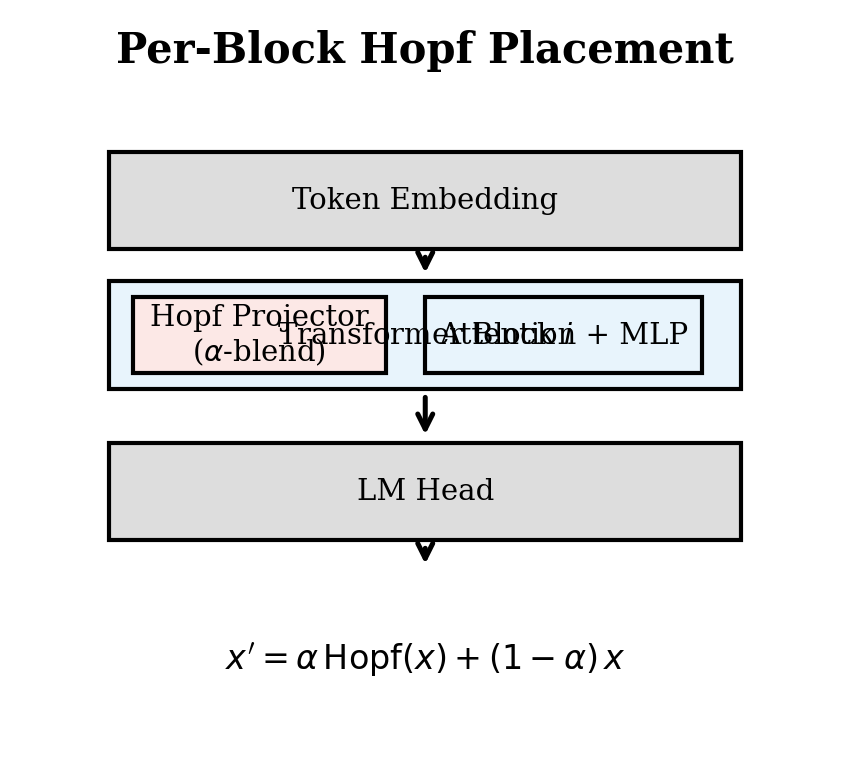 Per-Block Hopf Placement
Token Embedding
Hopf Projector
(α-blend)
Transformer Block i
Attention + MLP
LM Head
x′ = α Hopf(x) + (1 − α) x